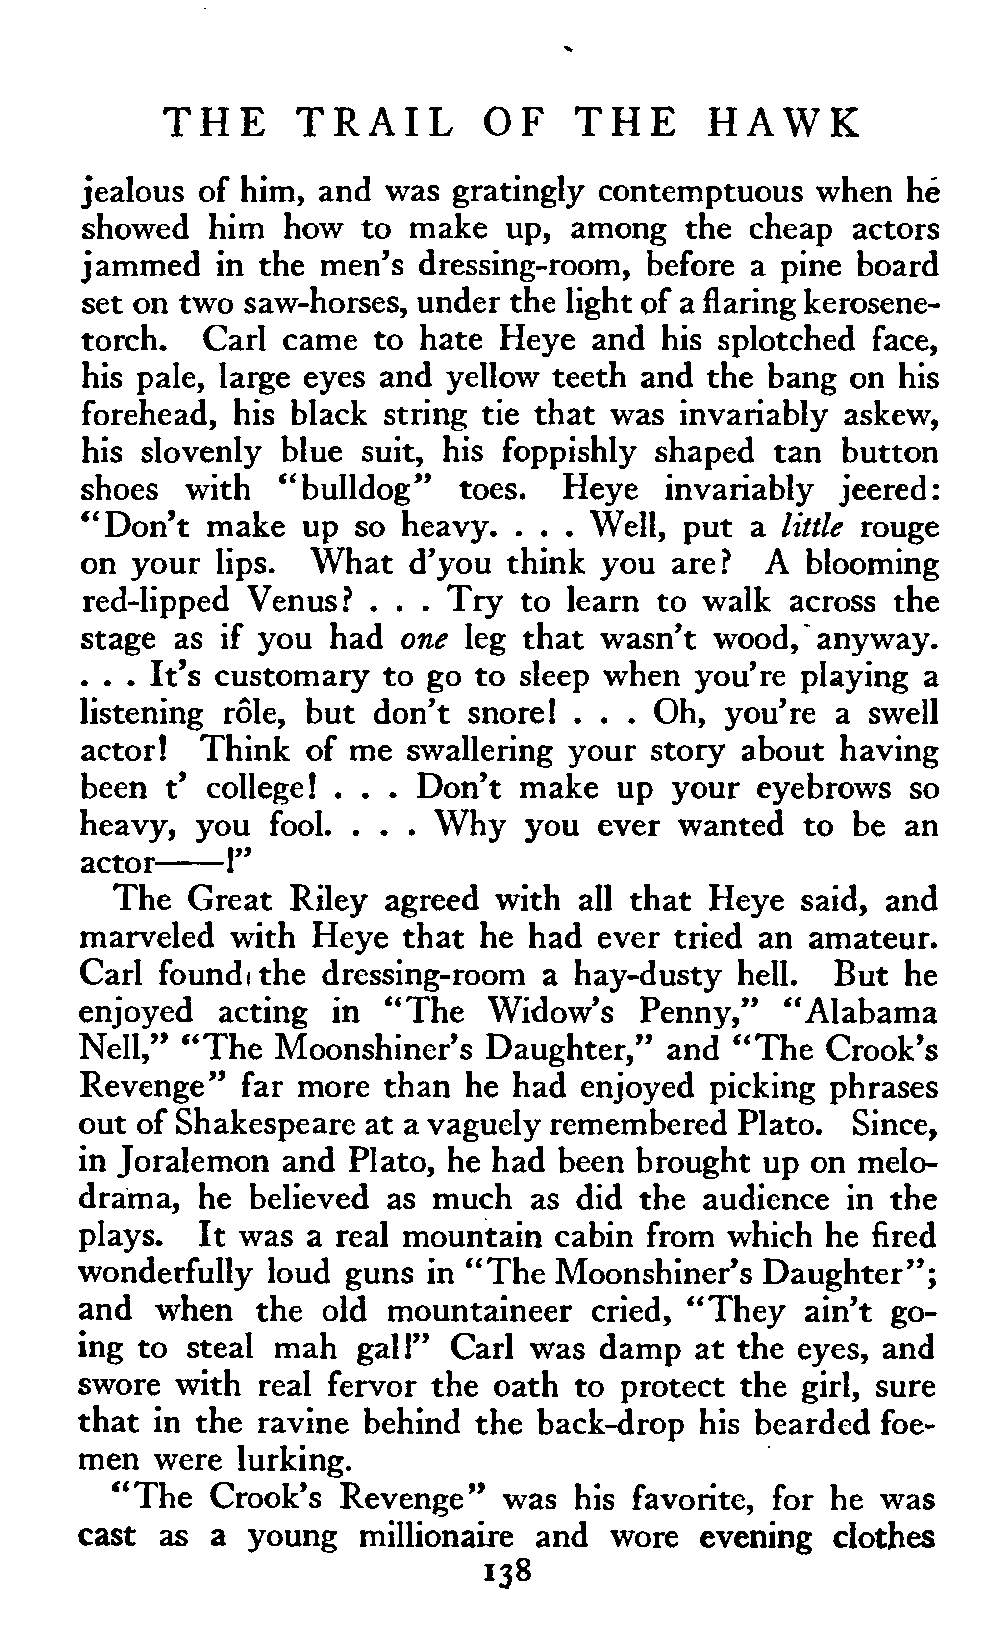 THE TRAIL OF THE HAWK
jealous of him, and was gratingly contemptuous when he
showed him how to make up, among the cheap actors
jammed in the men's dressing-room, before a pine board
set on two saw-horses, under the light of a flaring kerosene-
torch. Carl came to hate Heye and his splotched face,
his pale, large eyes and yellow teeth and the bang on his
forehead, his black string tie that was invariably askew,
his slovenly blue suit, his foppishly shaped tan button
shoes with "bulldog" toes. Heye invariably jeered:
"Don't make up so heavy. . . . Well, put a little rouge
on your lips. What d'you think you are? A blooming
red-lipped Venus? . . . Try to learn to walk across the
stage as if you had one leg that wasn't wood, anyway.
. . . It's customary to go to sleep when you're playing a
listening rôle, but don't snore! . . . Oh, you're a swell
actor! Think of me swallering your story about having
been t' college! . . . Don't make up your eyebrows so
heavy, you fool. . . . Why you ever wanted to be an
actor——!"
The Great Riley agreed with all that Heye said, and
marveled with Heye that he had ever tried an amateur.
Carl found the dressing-room a hay-dusty hell. But he
enjoyed acting in "The Widow's Penny," "Alabama
Nell," "The Moonshiner's Daughter," and "The Crook's
Revenge" far more than he had enjoyed picking phrases
out of Shakespeare at a vaguely remembered Plato. Since,
in Joralemon and Plato, he had been brought up on melo-
drama, he believed as much as did the audience in the
plays. It was a real mountain cabin from which he fired
wonderfully loud guns in "The Moonshiner's Daughter";
and when the old mountaineer cried, "They ain't go-
ing to steal mah gal!" Carl was damp at the eyes, and
swore with real fervor the oath to protect the girl, sure
that in the ravine behind the back-drop his bearded foe-
men were lurking.
"The Crook's Revenge" was his favorite, for he was
cast as a young millionaire and wore evening clothes
138